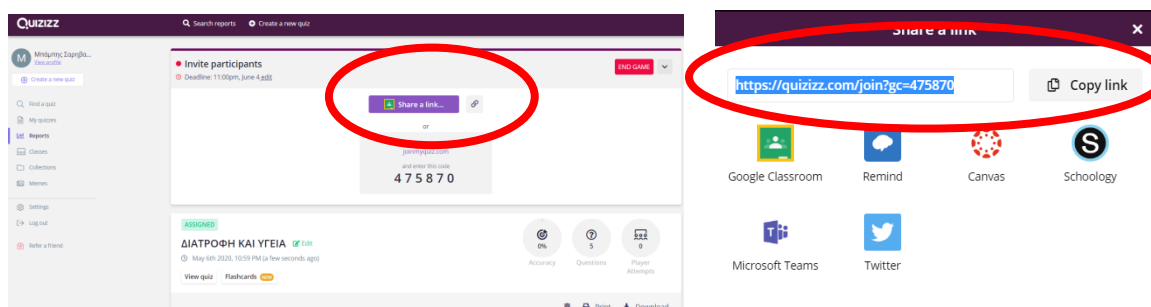 QUIZIZZ
Search reports
Create a new quiz
M
Μπάμπης Σαρηβα...
View profile
Create a new quiz
Find a quiz
My quizzes
Reports
Classes
Collections
Memes
Settings
Log out
Refer a friend
Invite participants
Deadline: 11:00pm, June 4 edit
END GAME
Share a link...
or
joinmyquiz.com
and enter this code
475870
ASSIGNED
ΔΙΑΤΡΟΦΗ ΚΑΙ ΥΓΕΙΑ Edit
May 6th 2020, 10:59 PM (a few seconds ago)
View quiz
Flashcards NEW
0%
Accuracy
5
Questions
0
Player
Attempts
Print
Download
Share a link
https://quizizz.com/join?gc=475870
Copy link
Google Classroom
Remind
Canvas
S
Schoology
T
Microsoft Teams
Twitter